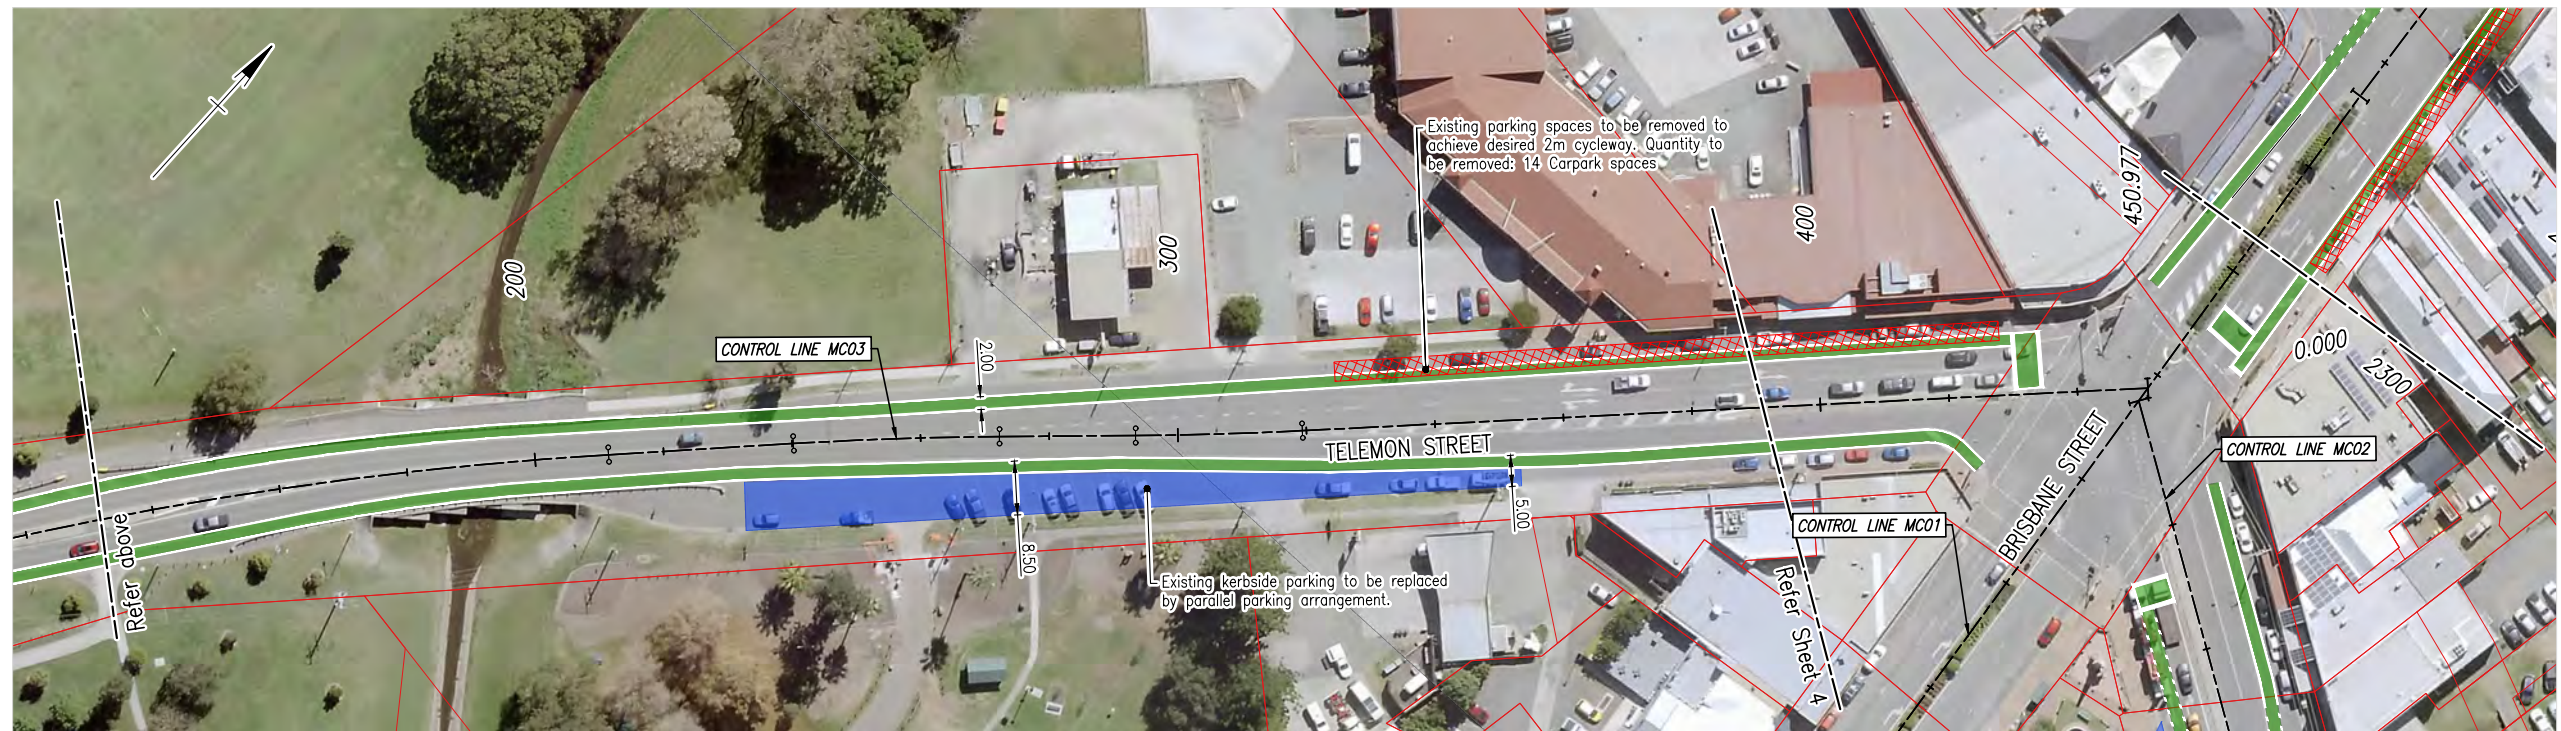 Existing parking spaces to be removed to
achieve desired 2m cycleway. Quantity to
be removed: 14 Carpark spaces
450.977
400
300
200
CONTROL LINE MC03
2.00
0.000
2300
TELEMON STREET
BRISBANE STREET
CONTROL LINE MC02
5.00
CONTROL LINE MC01
8.50
Refer above
Existing kerbside parking to be replaced
by parallel parking arrangement.
Refer Sheet 4